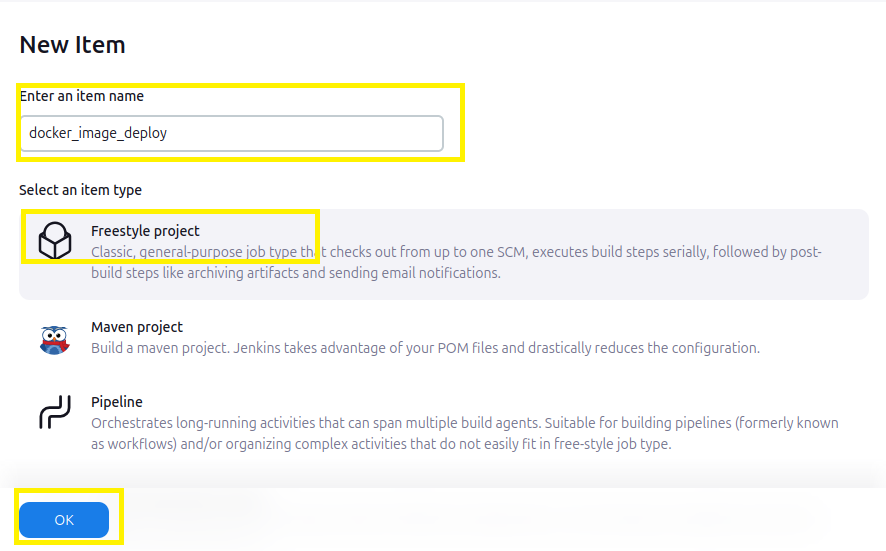 New Item
Enter an item name
docker_image_deploy
Select an item type
Freestyle project
Classic, general-purpose job type that checks out from up to one SCM, executes build steps serially, followed by post-
build steps like archiving artifacts and sending email notifications.
Maven project
Build a maven project. Jenkins takes advantage of your POM files and drastically reduces the configuration.
Pipeline
Orchestrates long-running activities that can span multiple build agents. Suitable for building pipelines (formerly known
as workflows) and/or organizing complex activities that do not easily fit in free-style job type.
OK